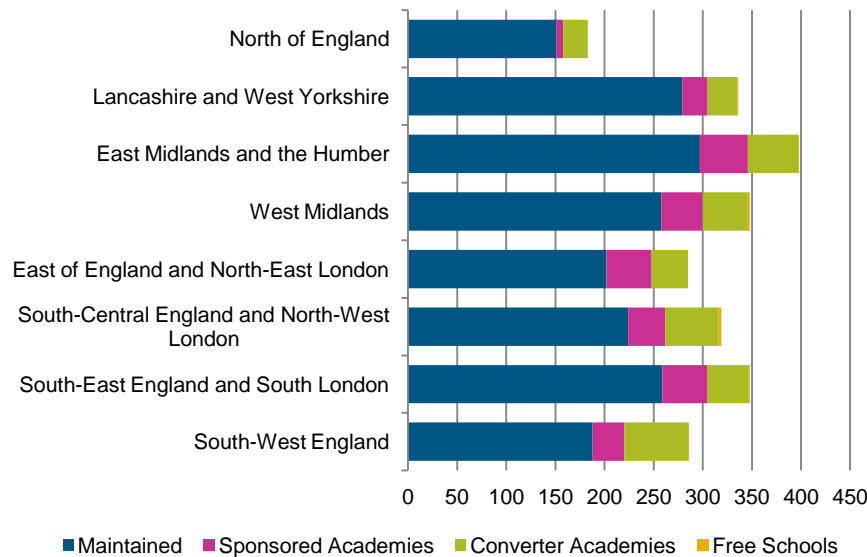 North of England
Lancashire and West Yorkshire
East Midlands and the Humber
West Midlands
East of England and North-East London
South-Central England and North-West
London
South-East England and South London
South-West England
0 50 100 150 200 250 300 350 400 450
Maintained Sponsored Academies Converter Academies Free Schools